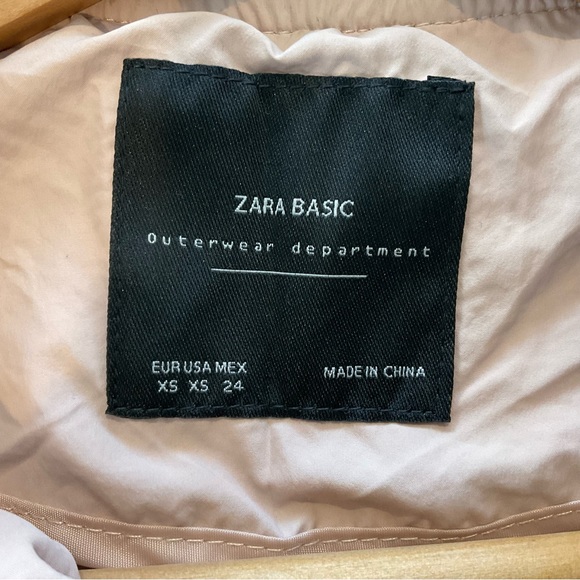 ZARA BASIC
Outerwear department
EUR USA MEX
XS XS 24
MADE IN CHINA